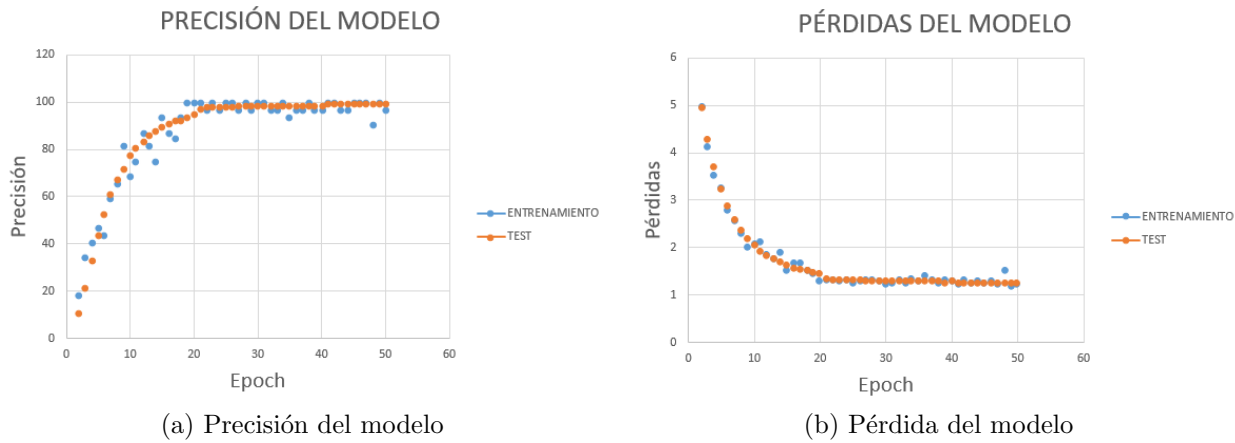 PRECISIÓN DEL MODELO
120
100
80
60
40
20
0
Precisión
0 10 20 30 40 50 60
Epoch
ENTRENAMIENTO
TEST
(a) Precisión del modelo
PÉRDIDAS DEL MODELO
6
5
4
3
2
1
0
Pérdidas
0 10 20 30 40 50 60
Epoch
ENTRENAMIENTO
TEST
(b) Pérdida del modelo